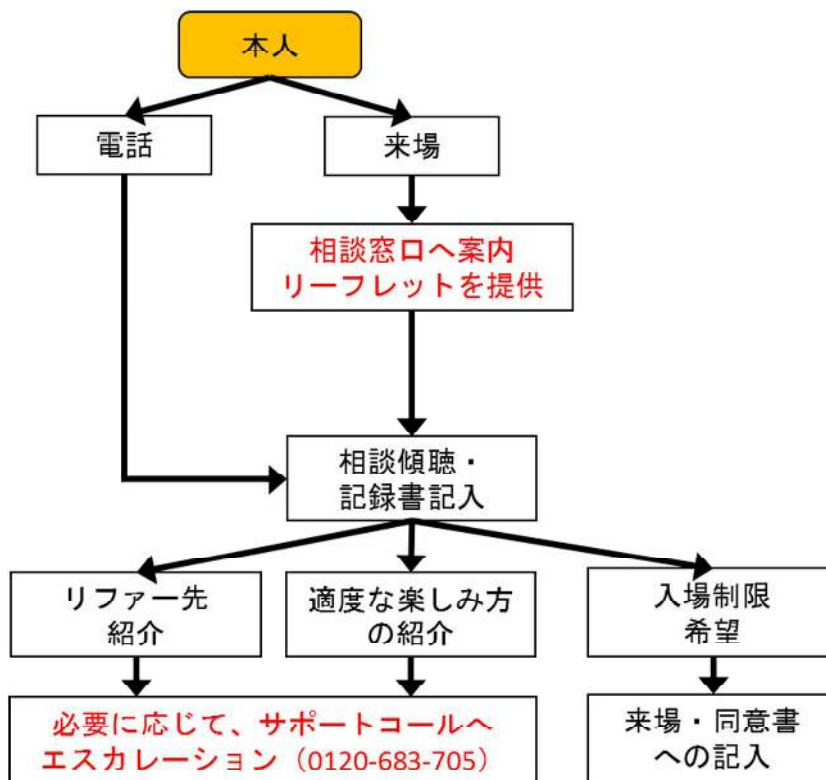 本人
電話
来場
相談窓口へ案内
リーフレットを提供
相談傾聴・
記録書記入
リファー先
紹介
適度な楽しみ方
の紹介
入場制限
希望
必要に応じて、サポートコールへ
エスカレーション（0120-683-705）
来場・同意書
への記入